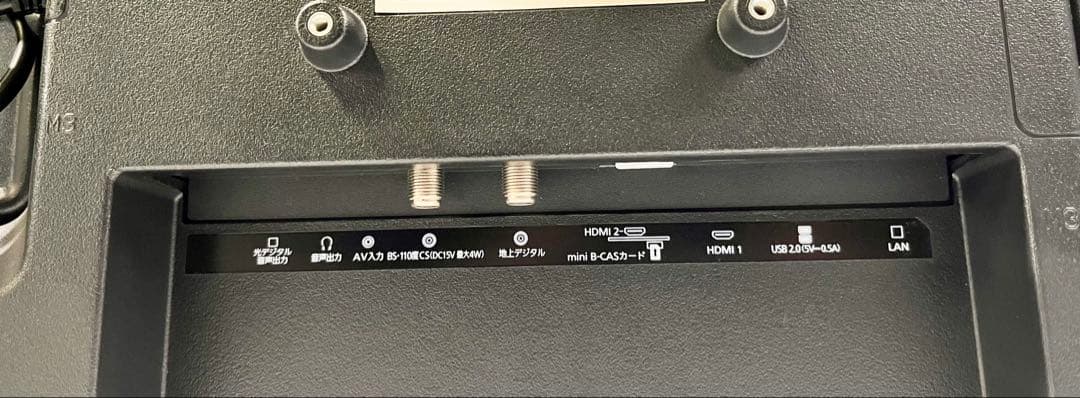 M3
光デジタル
音声出力
音声出力
AV入力
BS・110度CS(DC15V 最大4W)
地上デジタル
HDMI 2
mini B-CASカード
HDMI 1
USB 2.0(5V⎓0.5A)
LAN